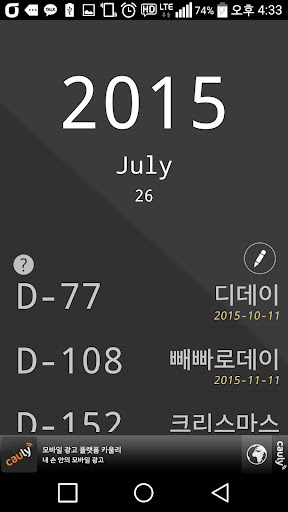 HD LTE 74% 오후 4:33
2015
July
26
?
D-77 디데이
2015-10-11
D-108 빼빠로데이
2015-11-11
D-152 크리스마스
cauly 모바일 광고 플랫폼 카울리 cauly
내 손 안의 모바일 광고